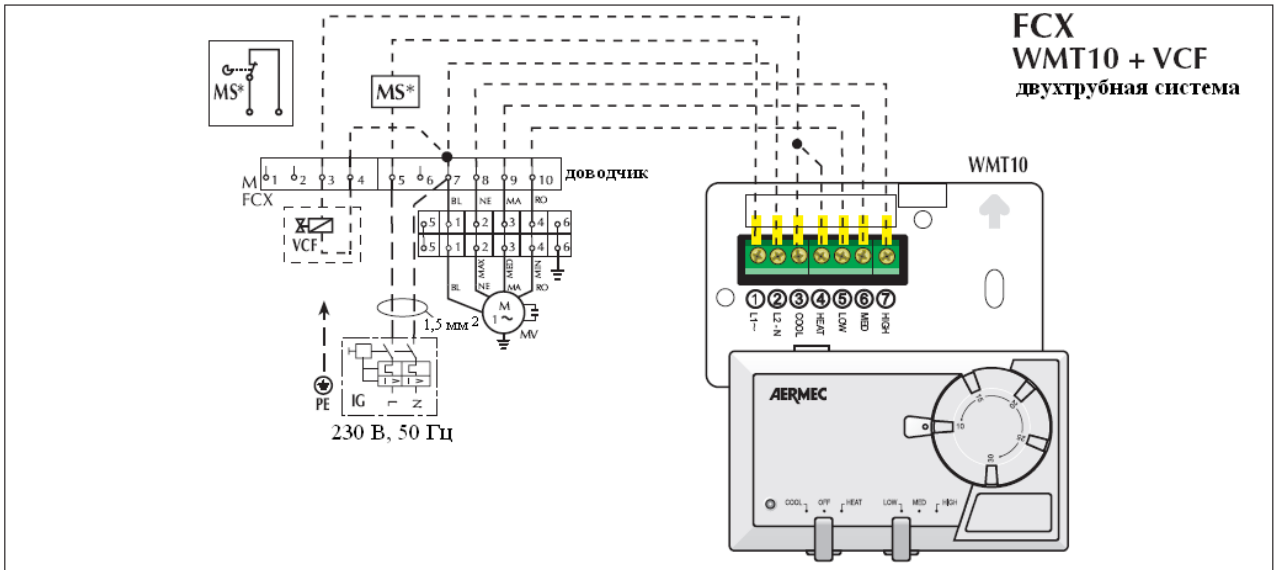 FCX
WMT10 + VCF
двухтрубная система
MS*
MS*
WMT10
M
FCX
1 2 3 4 5 6 7 8 9 10
доводчик
BL NE MA RO
5 1 2 3 4 6
5 1 2 3 4 6
VCF
MAX MED MIN
BL NE MA RO
M
1~
MV
1,5 мм 2
PE
IG
I> I>
L N
230 В, 50 Гц
1 2 3 4 5 6 7
L1~ L2-N COOL HEAT LOW MED HIGH
AERMEC
10 15 20 25 30
COOL OFF HEAT LOW MED HIGH